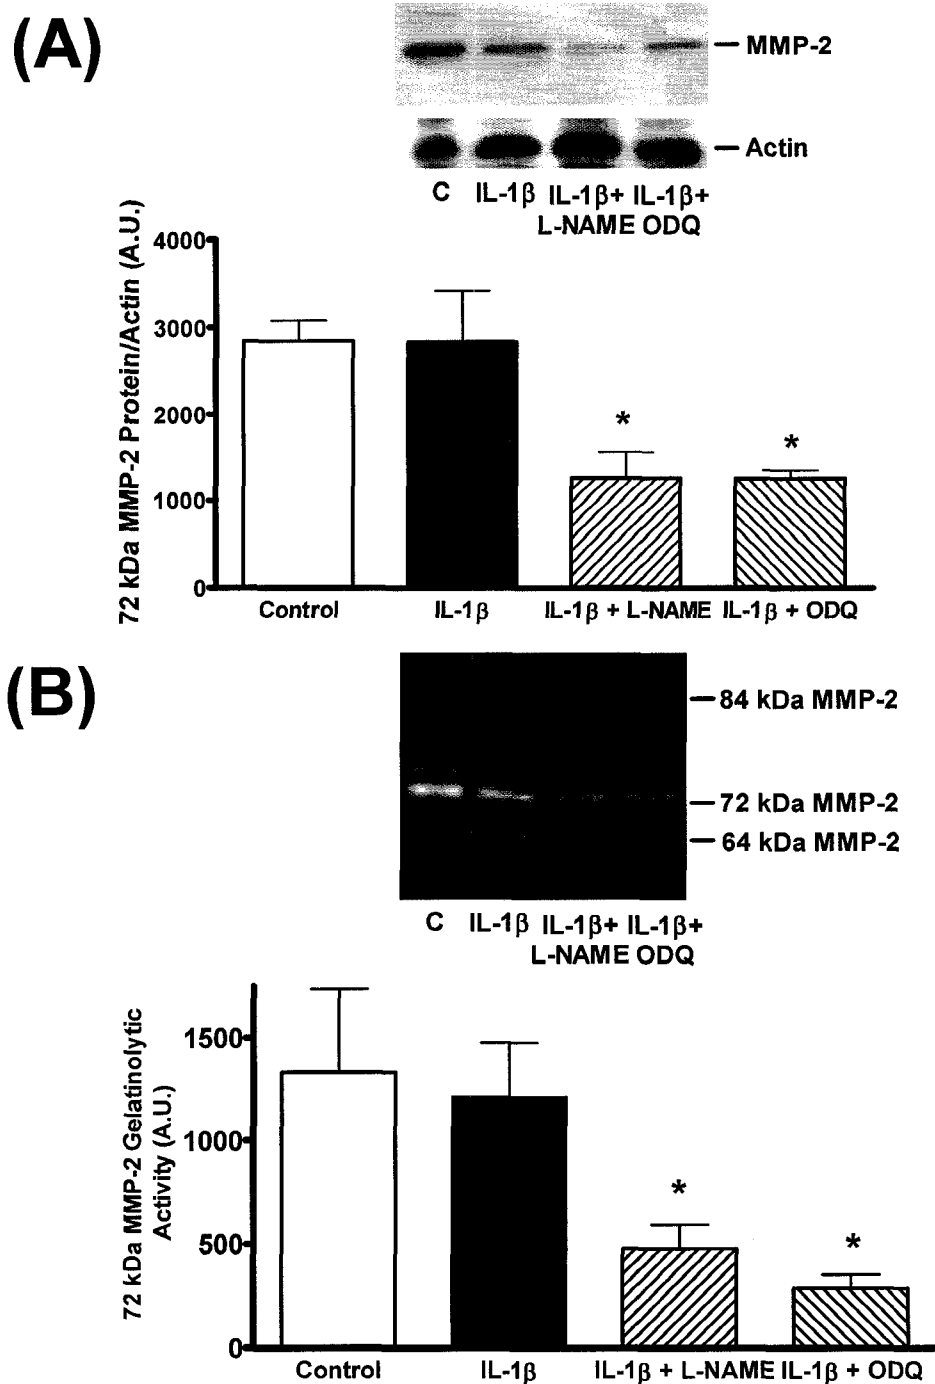 (A)
MMP-2
Actin
C IL-1β IL-1β+ IL-1β+
L-NAME ODQ
72 kDa MMP-2 Protein/Actin (A.U.)
4000
3000
2000
1000
0
*
*
Control IL-1β IL-1β + L-NAME IL-1β + ODQ
(B)
84 kDa MMP-2
72 kDa MMP-2
64 kDa MMP-2
C IL-1β IL-1β+ IL-1β+
L-NAME ODQ
72 kDa MMP-2 Gelatinolytic
Activity (A.U.)
1500
1000
500
0
*
*
Control IL-1β IL-1β + L-NAME IL-1β + ODQ